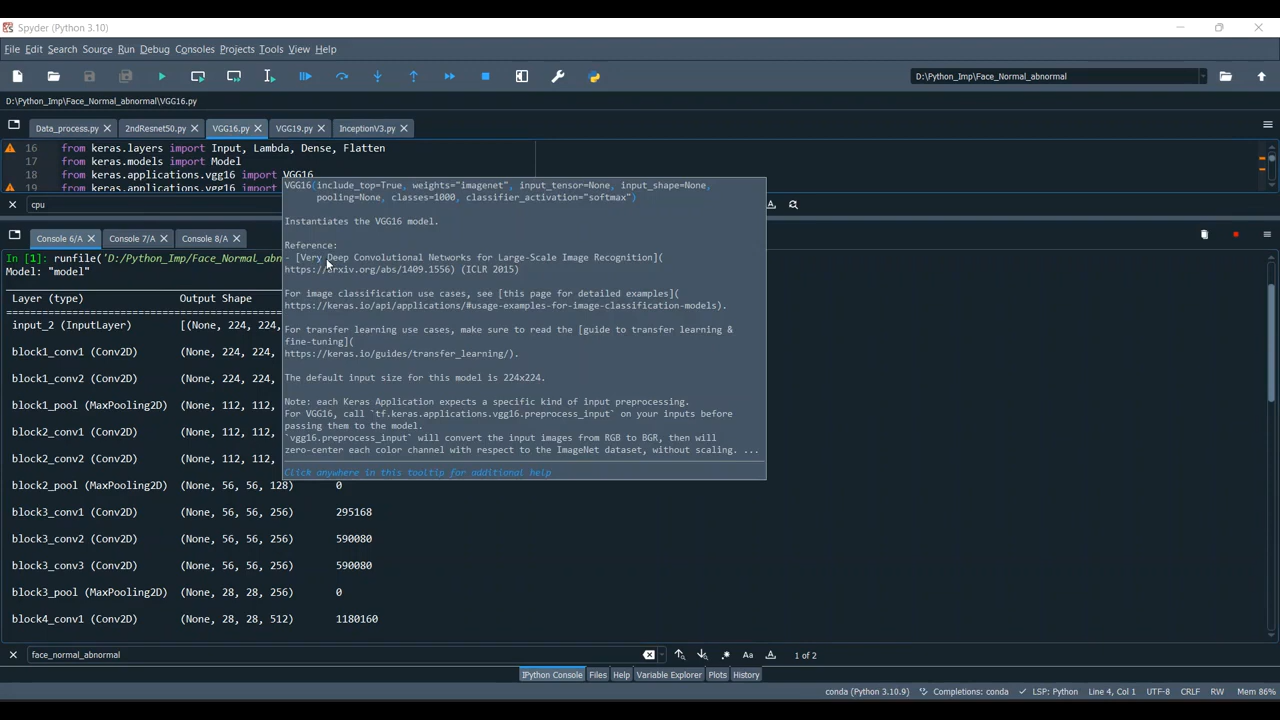 Spyder (Python 3.10)
File Edit Search Source Run Debug Consoles Projects Tools View Help
D:\Python_Imp\Face_Normal_abnormal
D:\Python_Imp\Face_Normal_abnormal\VGG16.py
Data_process.py 2ndResnet50.py VGG16.py VGG19.py InceptionV3.py
16 from keras.layers import Input, Lambda, Dense, Flatten
17 from keras.models import Model
18 from keras.applications.vgg16 import VGG16
19 from keras.applications.vgg16 import
cpu
VGG16(include_top=True, weights="imagenet", input_tensor=None, input_shape=None,
pooling=None, classes=1000, classifier_activation="softmax")
Instantiates the VGG16 model.
Reference:
- [Very Deep Convolutional Networks for Large-Scale Image Recognition](
https://arxiv.org/abs/1409.1556) (ICLR 2015)
For image classification use cases, see [this page for detailed examples](
https://keras.io/api/applications/#usage-examples-for-image-classification-models).
For transfer learning use cases, make sure to read the [guide to transfer learning &
fine-tuning](
https://keras.io/guides/transfer_learning/).
The default input size for this model is 224x224.
Note: each Keras Application expects a specific kind of input preprocessing.
For VGG16, call `tf.keras.applications.vgg16.preprocess_input` on your inputs before
passing them to the model.
`vgg16.preprocess_input` will convert the input images from RGB to BGR, then will
zero-center each color channel with respect to the ImageNet dataset, without scaling. ...
Click anywhere in this tooltip for additional help
Console 6/A Console 7/A Console 8/A
In [1]: runfile('D:/Python_Imp/Face_Normal_abn
Model: "model"
Layer (type) Output Shape
input_2 (InputLayer) [(None, 224, 224,
block1_conv1 (Conv2D) (None, 224, 224,
block1_conv2 (Conv2D) (None, 224, 224,
block1_pool (MaxPooling2D) (None, 112, 112,
block2_conv1 (Conv2D) (None, 112, 112,
block2_conv2 (Conv2D) (None, 112, 112,
block2_pool (MaxPooling2D) (None, 56, 56, 128) 0
block3_conv1 (Conv2D) (None, 56, 56, 256) 295168
block3_conv2 (Conv2D) (None, 56, 56, 256) 590080
block3_conv3 (Conv2D) (None, 56, 56, 256) 590080
block3_pool (MaxPooling2D) (None, 28, 28, 256) 0
block4_conv1 (Conv2D) (None, 28, 28, 512) 1180160
face_normal_abnormal Aa 1 of 2
IPython Console Files Help Variable Explorer Plots History
conda (Python 3.10.9) Completions: conda LSP: Python Line 4, Col 1 UTF-8 CRLF RW Mem 86%